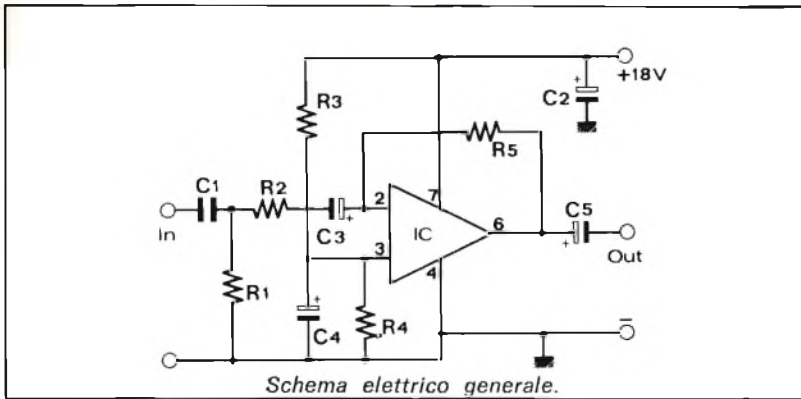 +18V
R3
C2
R5
C1
R2
2
7
C3
+
IC
6
C5
In
3
4
+
Out
R1
C4
+
R4
-
Schema elettrico generale.